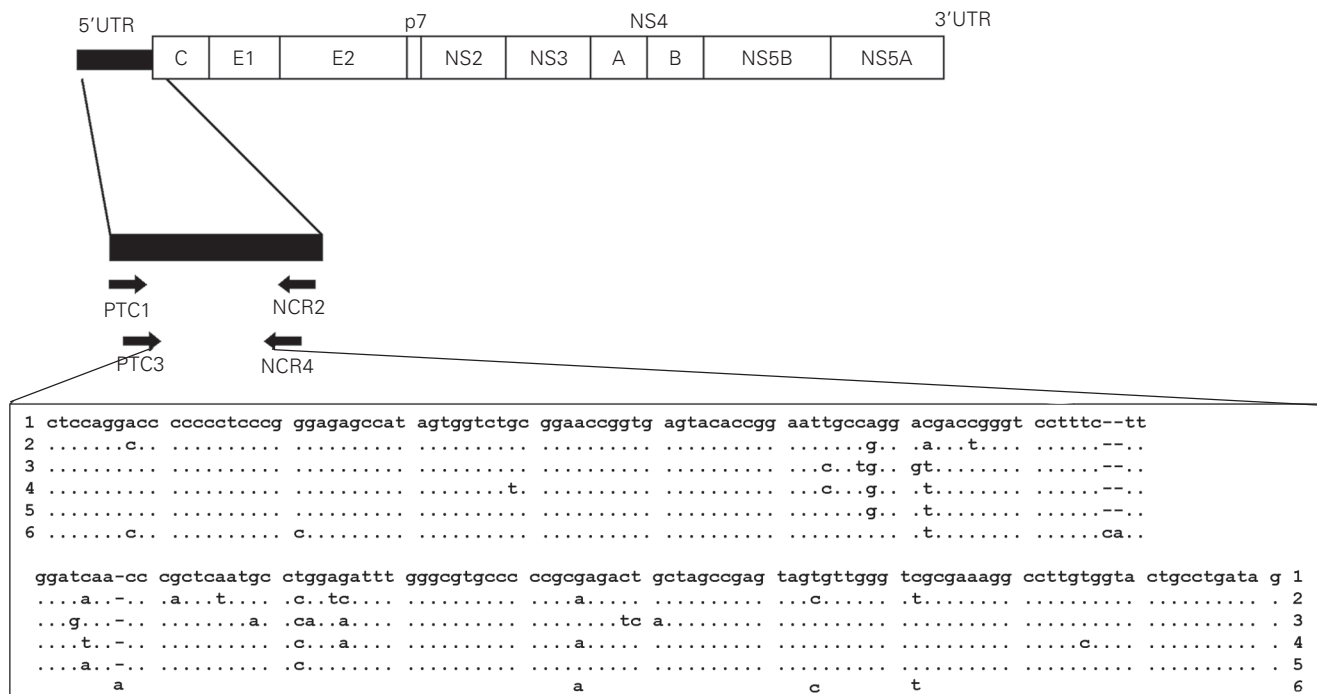 5'UTR p7 NS4 3'UTR
C E1 E2 NS2 NS3 A B NS5B NS5A
PTC1 NCR2
PTC3 NCR4
1 ctccaggacc ccccctcccg ggagagccat agtggtctgc ggaaccggtg agtacaccgg aattgccagg acgaccgggt cctttc--tt
2 .......c.. .......... .......... .......... .......... .......... .......g.. .a...t.... ......--..
3 .......... .......... .......... .......... .......... .......... ...c..tg.. gt........ ......--..
4 .......... .......... .......... ........t. .......... .......... ...c...g.. .t........ ......--..
5 .......... .......... .......... .......... .......... .......... .......g.. .t........ ......--..
6 .......c.. .......... c......... .......... .......... .......... .......... .t........ ......ca..
ggatcaa-cc cgctcaatgc ctggagattt gggcgtgccc ccgcgagact gctagccgag tagtgttggg tcgcgaaagg ccttgtggta ctgcctgata g 1
....a..-.. .a...t.... .c..tc.... .......... ....a..... .......... ...c...... .t........ .......... .......... . 2
...g...-.. ........a. .ca..a.... .......... ........tc a......... .......... .......... .......... .......... . 3
....t..-.. .......... .c...a.... .......... ....a..... .......... .......... .......... .....c.... .......... . 4
....a..-.. .......... .c........ .......... .......... .......... .......... .......... .......... .......... . 5
a a c t 6